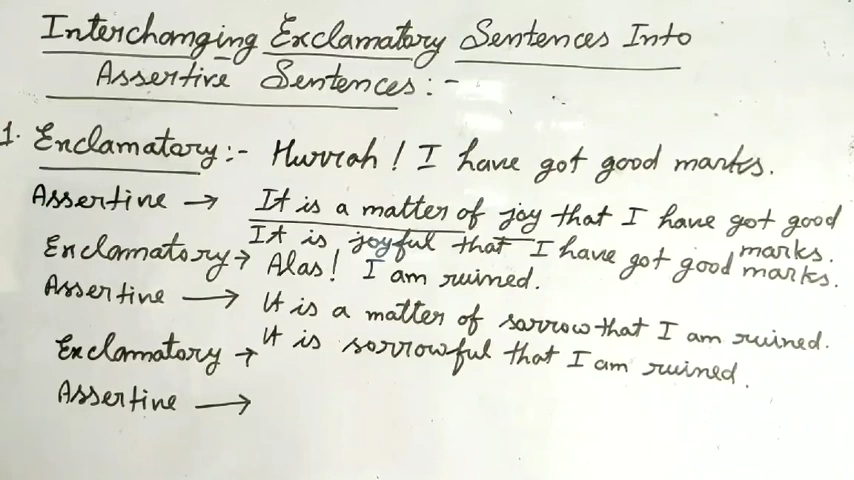 Interchanging Exclamatory Sentences Into
Assertive Sentences:-
1. Exclamatory:- Hurrah! I have got good marks.
Assertive → It is a matter of joy that I have got good
marks.
It is joyful that I have got good marks.
Exclamatory → Alas! I am ruined.
Assertive → It is a matter of sorrow that I am ruined.
It is sorrowful that I am ruined.
Exclamatory →
Assertive →